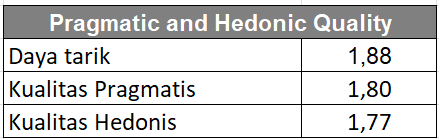 Pragmatic and Hedonic Quality
Daya tarik 1,88
Kualitas Pragmatis 1,80
Kualitas Hedonis 1,77